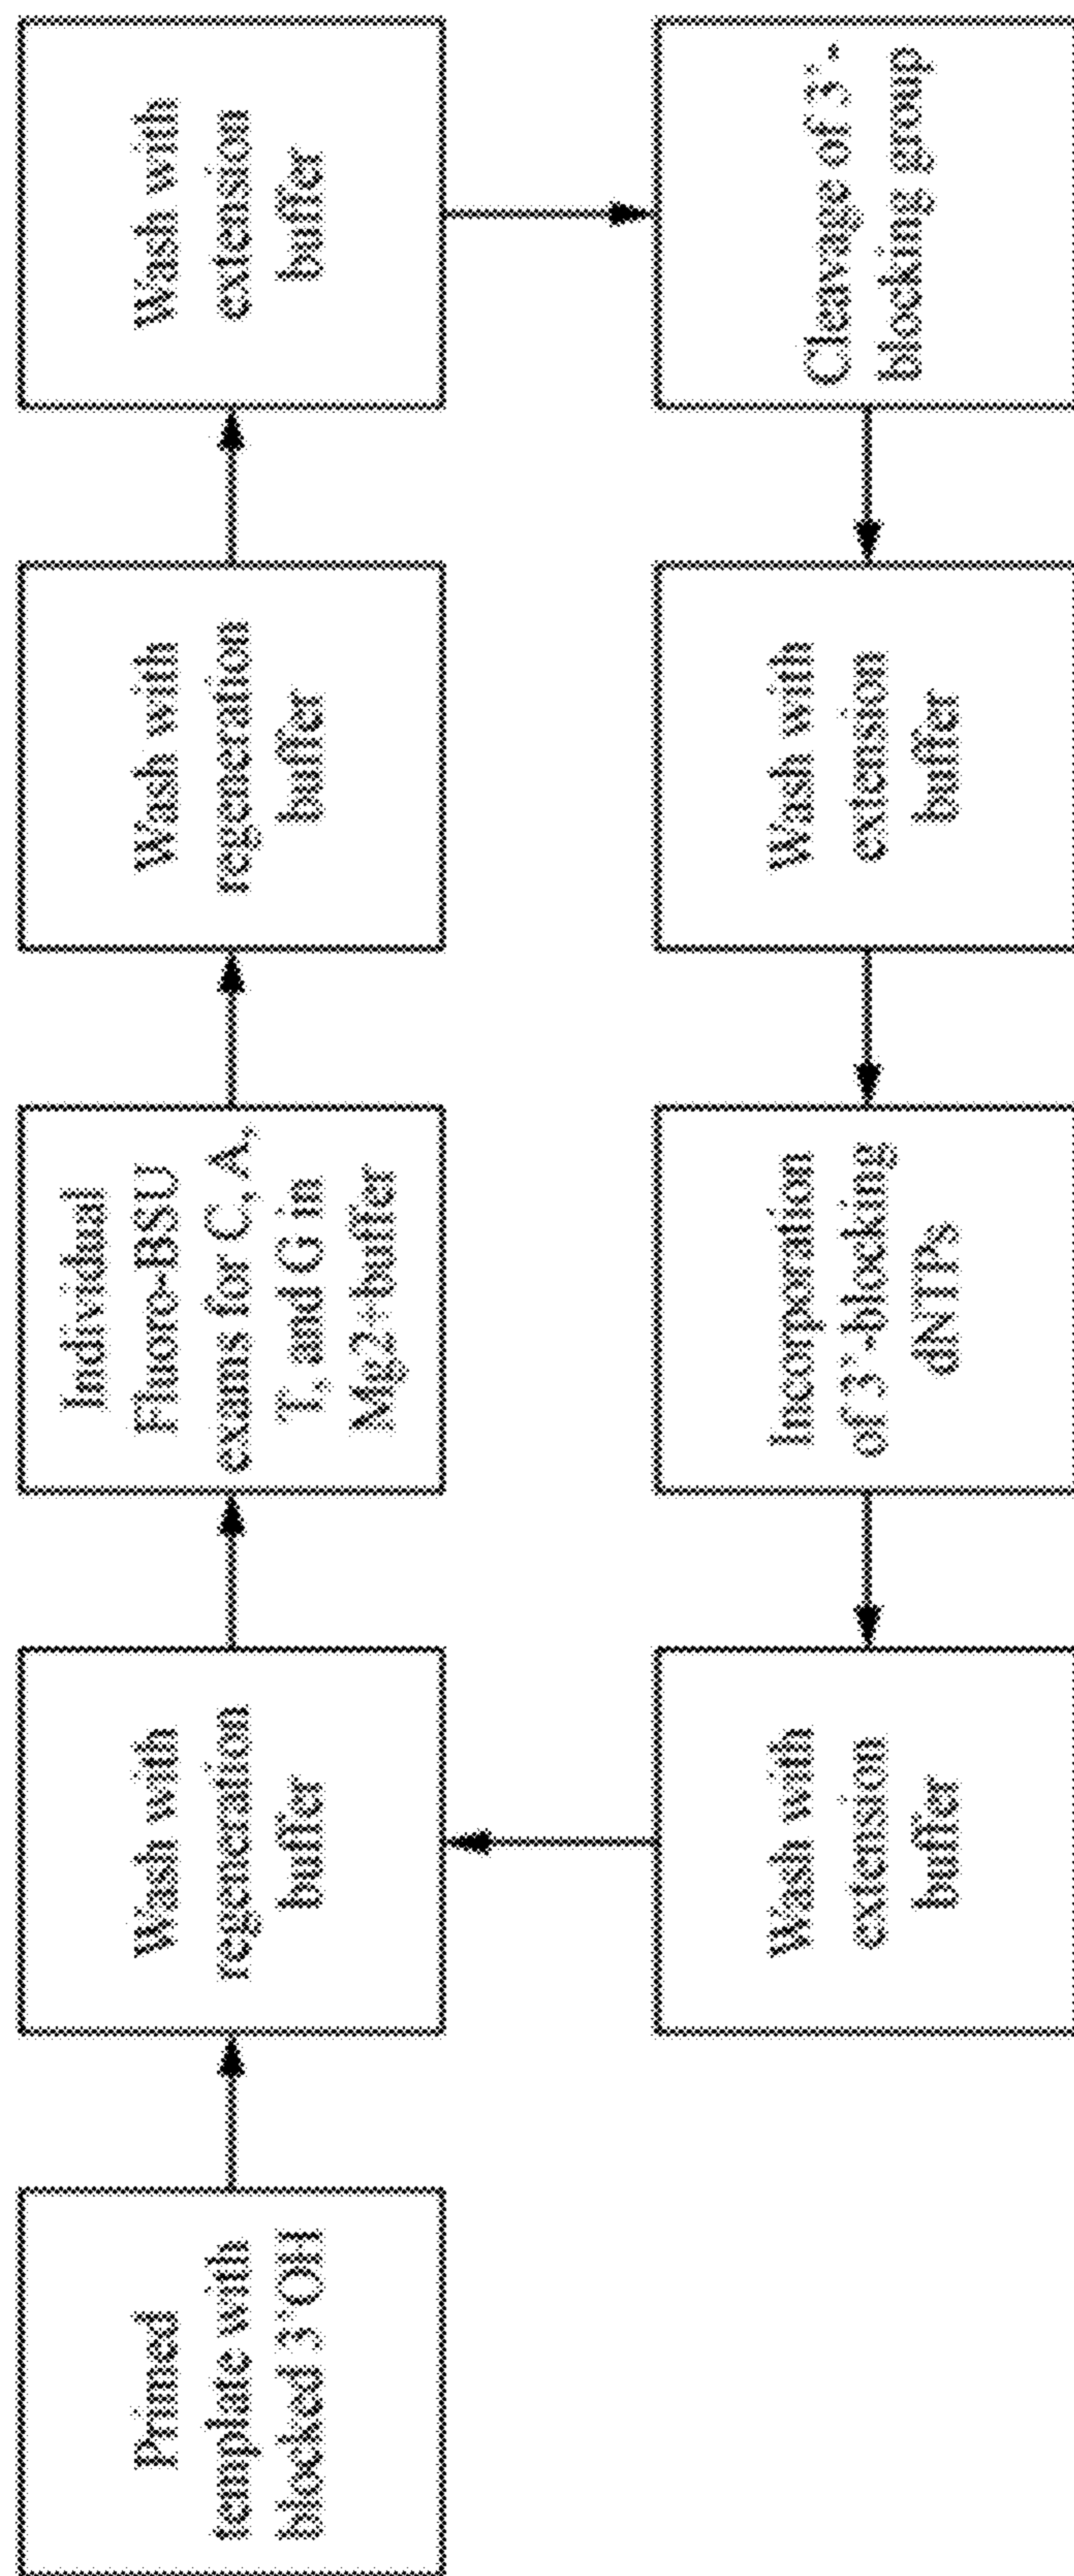 Primed
template with
blocked 3'OH
Wash with
regeneration
buffer
Individual
Fluoro-BSU
exams for C, A,
T, and G in
Mg2+buffer
Wash with
regeneration
buffer
Wash with
extension
buffer
Cleavage of 3'-
blocking group
Wash with
extension
buffer
Incorporation
of 3'-blocking
dNTPs
Wash with
extension
buffer